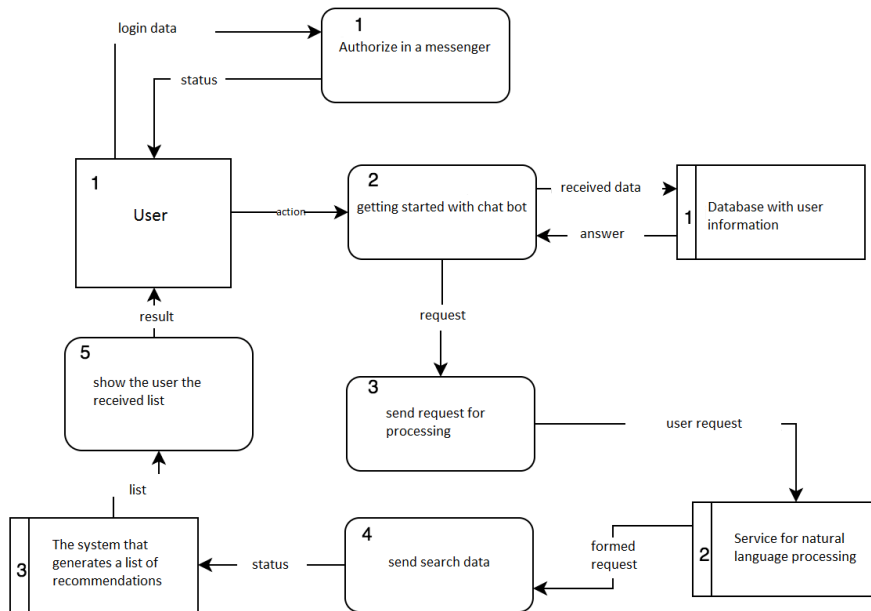 login data
1
Authorize in a messenger
status
1
User
action
2
getting started with chat bot
received data
answer
1
Database with user
information
result
request
5
show the user the
received list
3
send request for
processing
user request
list
3
The system that
generates a list of
recommendations
status
4
send search data
formed
request
2
Service for natural
language processing